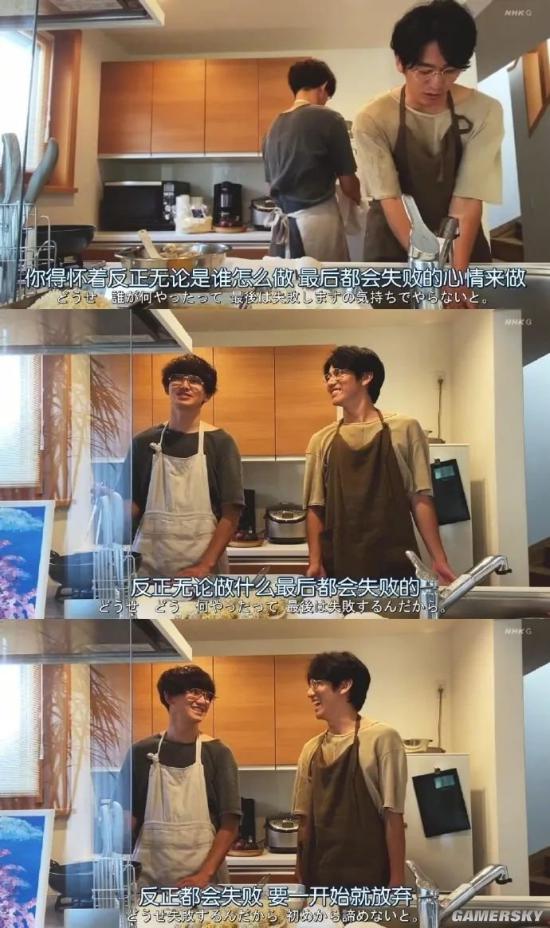 NHK G
你得怀着反正无论是谁怎么做 最后都会失败的心情来做
どうせ 誰が何やったって 最後は失敗しますの気持ちでやらないと。
NHK G
反正无论做什么最后都会失败的
どうせ どう 何やったって 最後は失敗するんだから。
NHK G
反正都会失败 要一开始就放弃
どうせ失敗するんだから 初めから諦めないと。
GAMERSKY